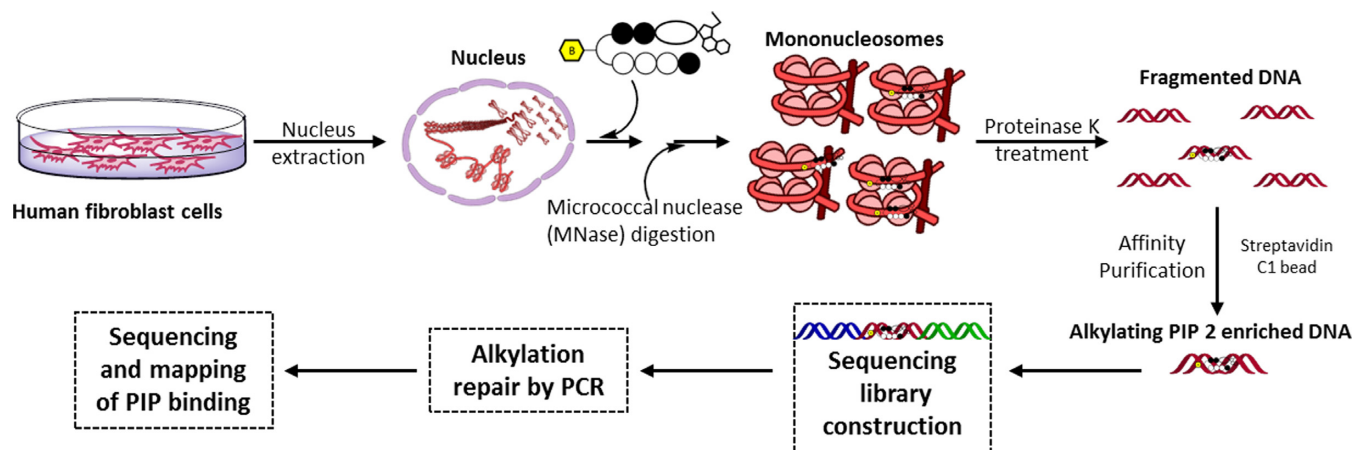 Human fibroblast cells
Nucleus
extraction
Nucleus
B
Micrococcal nuclease
(MNase) digestion
Mononucleosomes
Proteinase K
treatment
Fragmented DNA
Affinity
Purification
Streptavidin
C1 bead
Alkylating PIP 2 enriched DNA
Sequencing
library
construction
Alkylation
repair by PCR
Sequencing
and mapping
of PIP binding